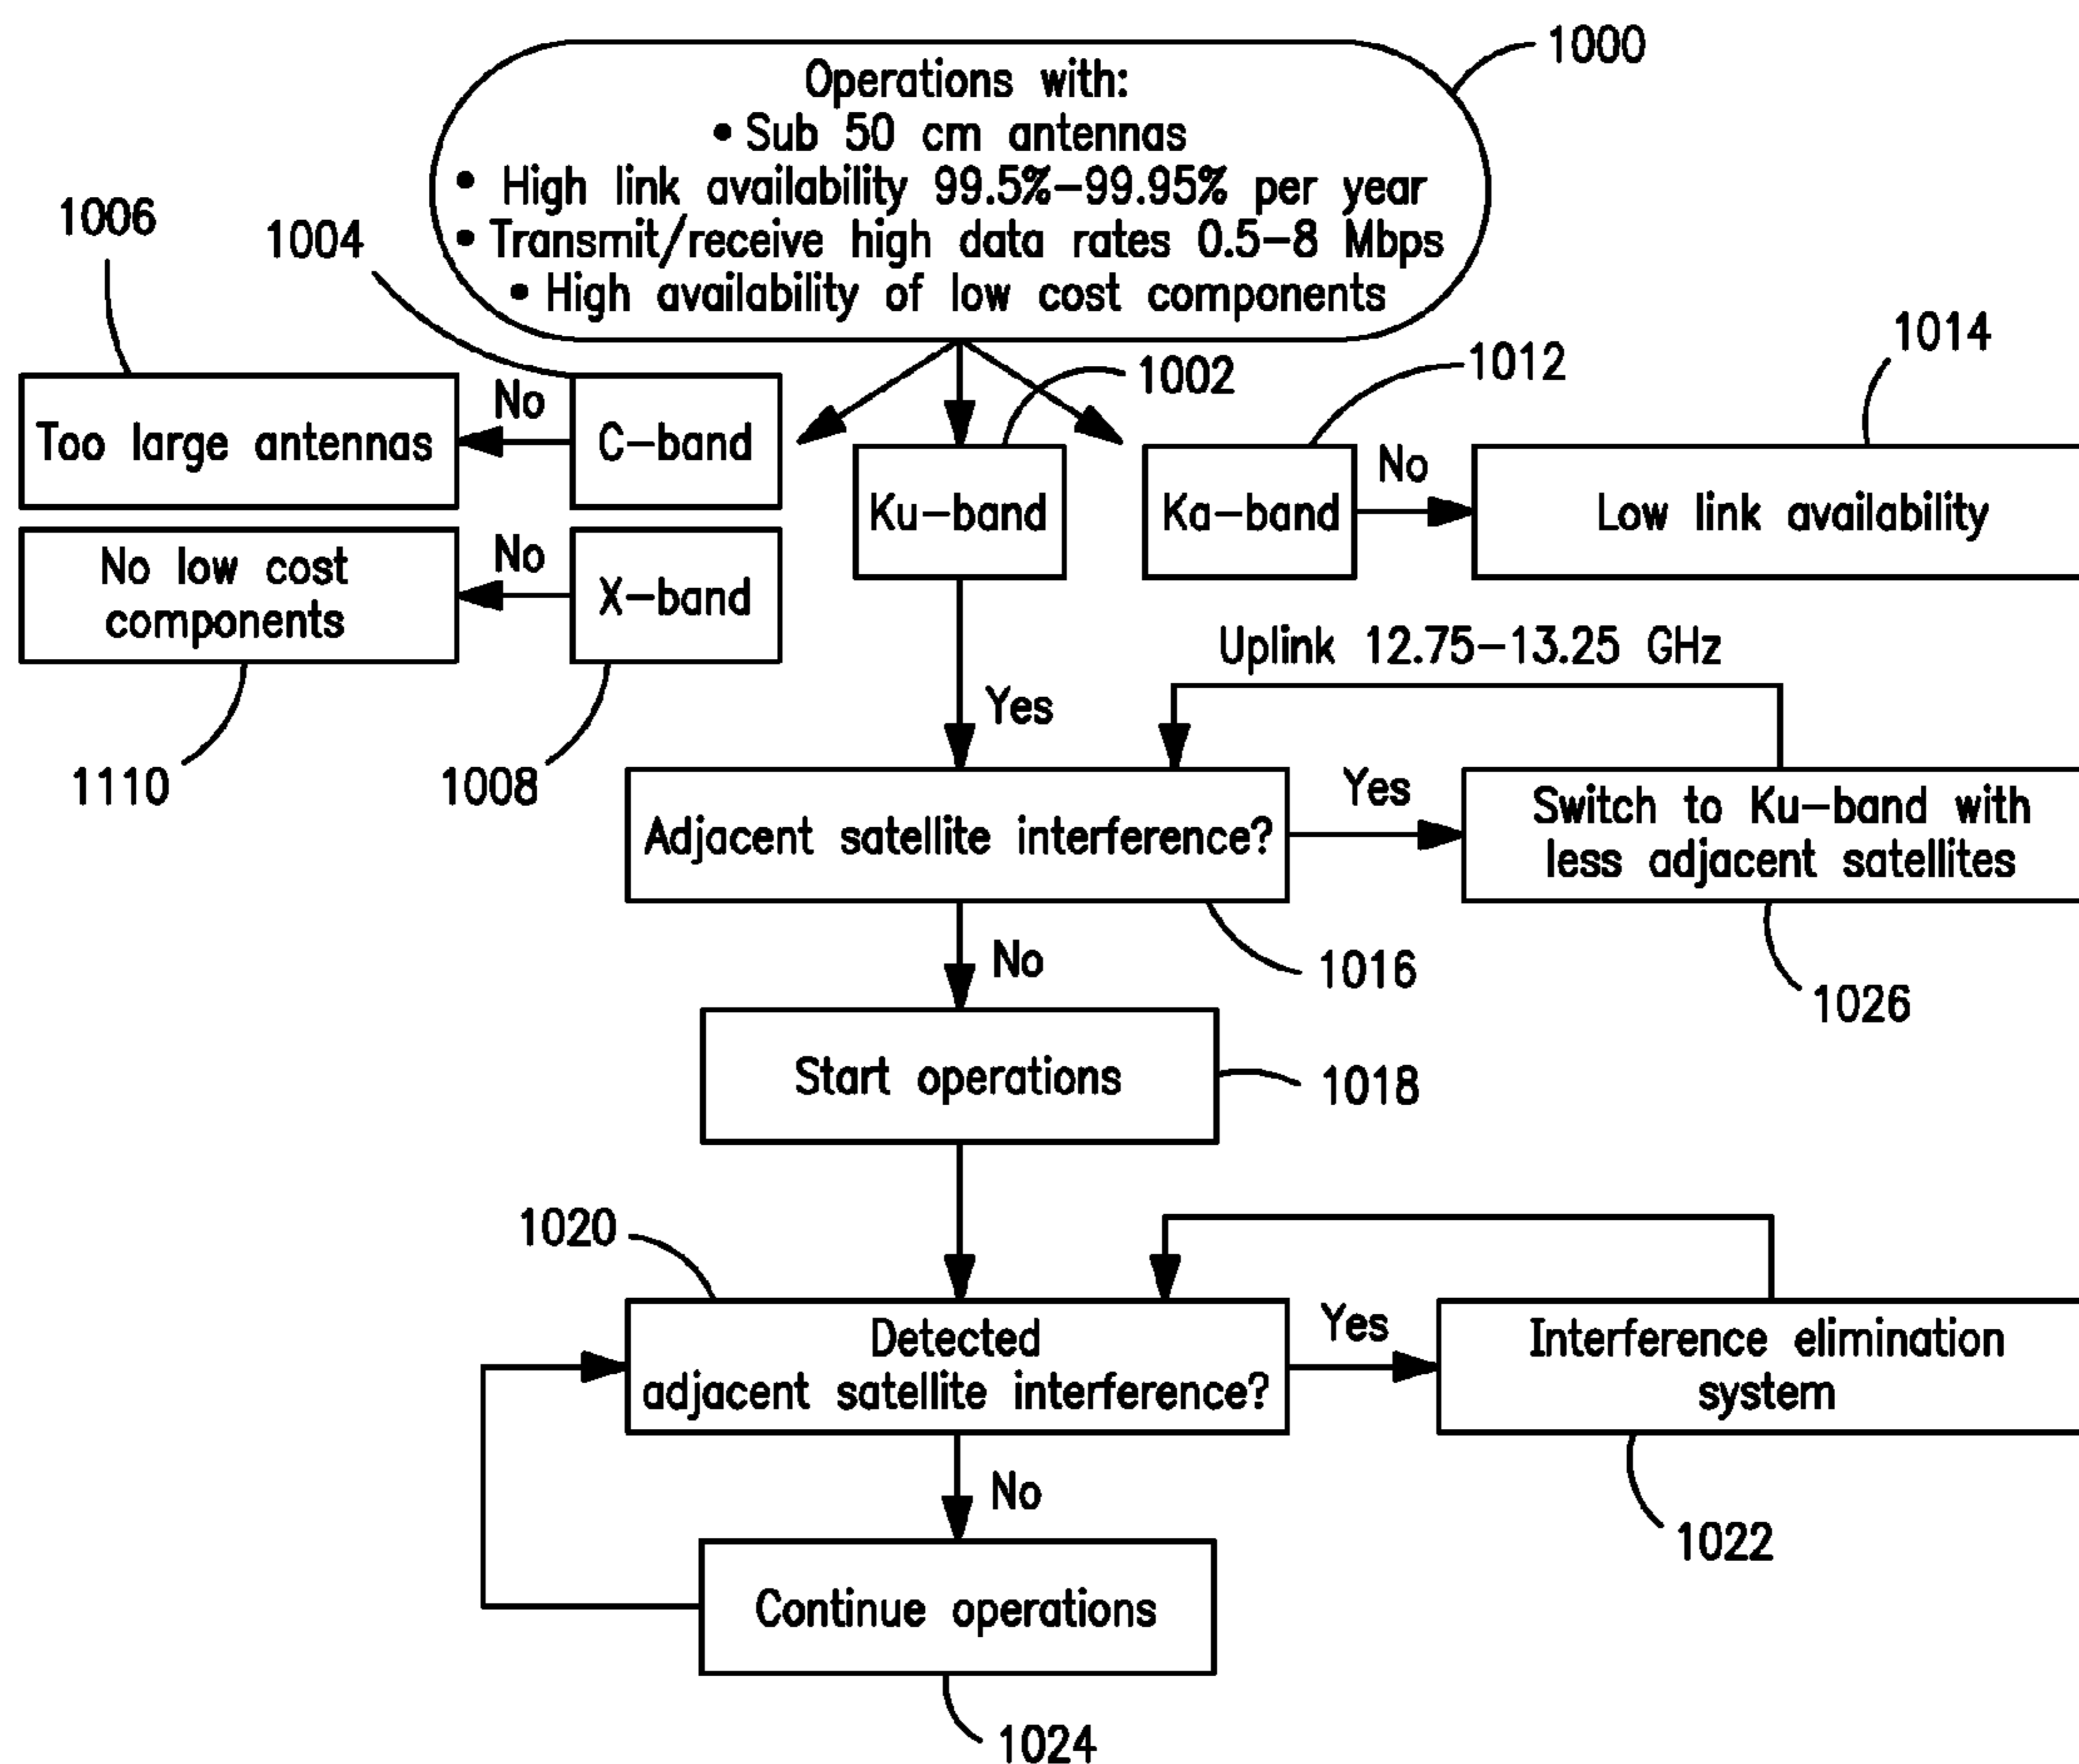 1000
Operations with:
• Sub 50 cm antennas
• High link availability 99.5%-99.95% per year
• Transmit/receive high data rates 0.5-8 Mbps
• High availability of low cost components
1006
1004
1002
1012
1014
Too large antennas
No
C-band
Ku-band
Ka-band
No
Low link availability
No low cost
components
No
X-band
1110
1008
Yes
Uplink 12.75-13.25 GHz
Adjacent satellite interference?
Yes
Switch to Ku-band with
less adjacent satellites
No
1016
1026
Start operations
1018
1020
Detected
adjacent satellite interference?
Yes
Interference elimination
system
No
1022
Continue operations
1024